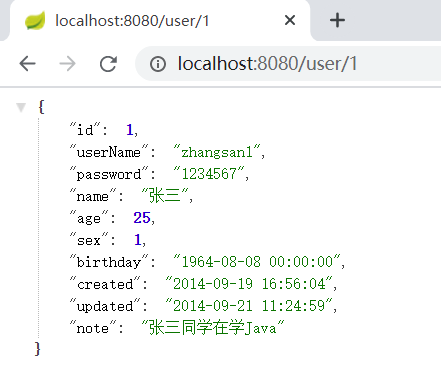 localhost:8080/user/1
localhost:8080/user/1
{
"id": 1,
"userName": "zhangsan1",
"password": "1234567",
"name": "张三",
"age": 25,
"sex": 1,
"birthday": "1964-08-08 00:00:00",
"created": "2014-09-19 16:56:04",
"updated": "2014-09-21 11:24:59",
"note": "张三同学在学Java"
}